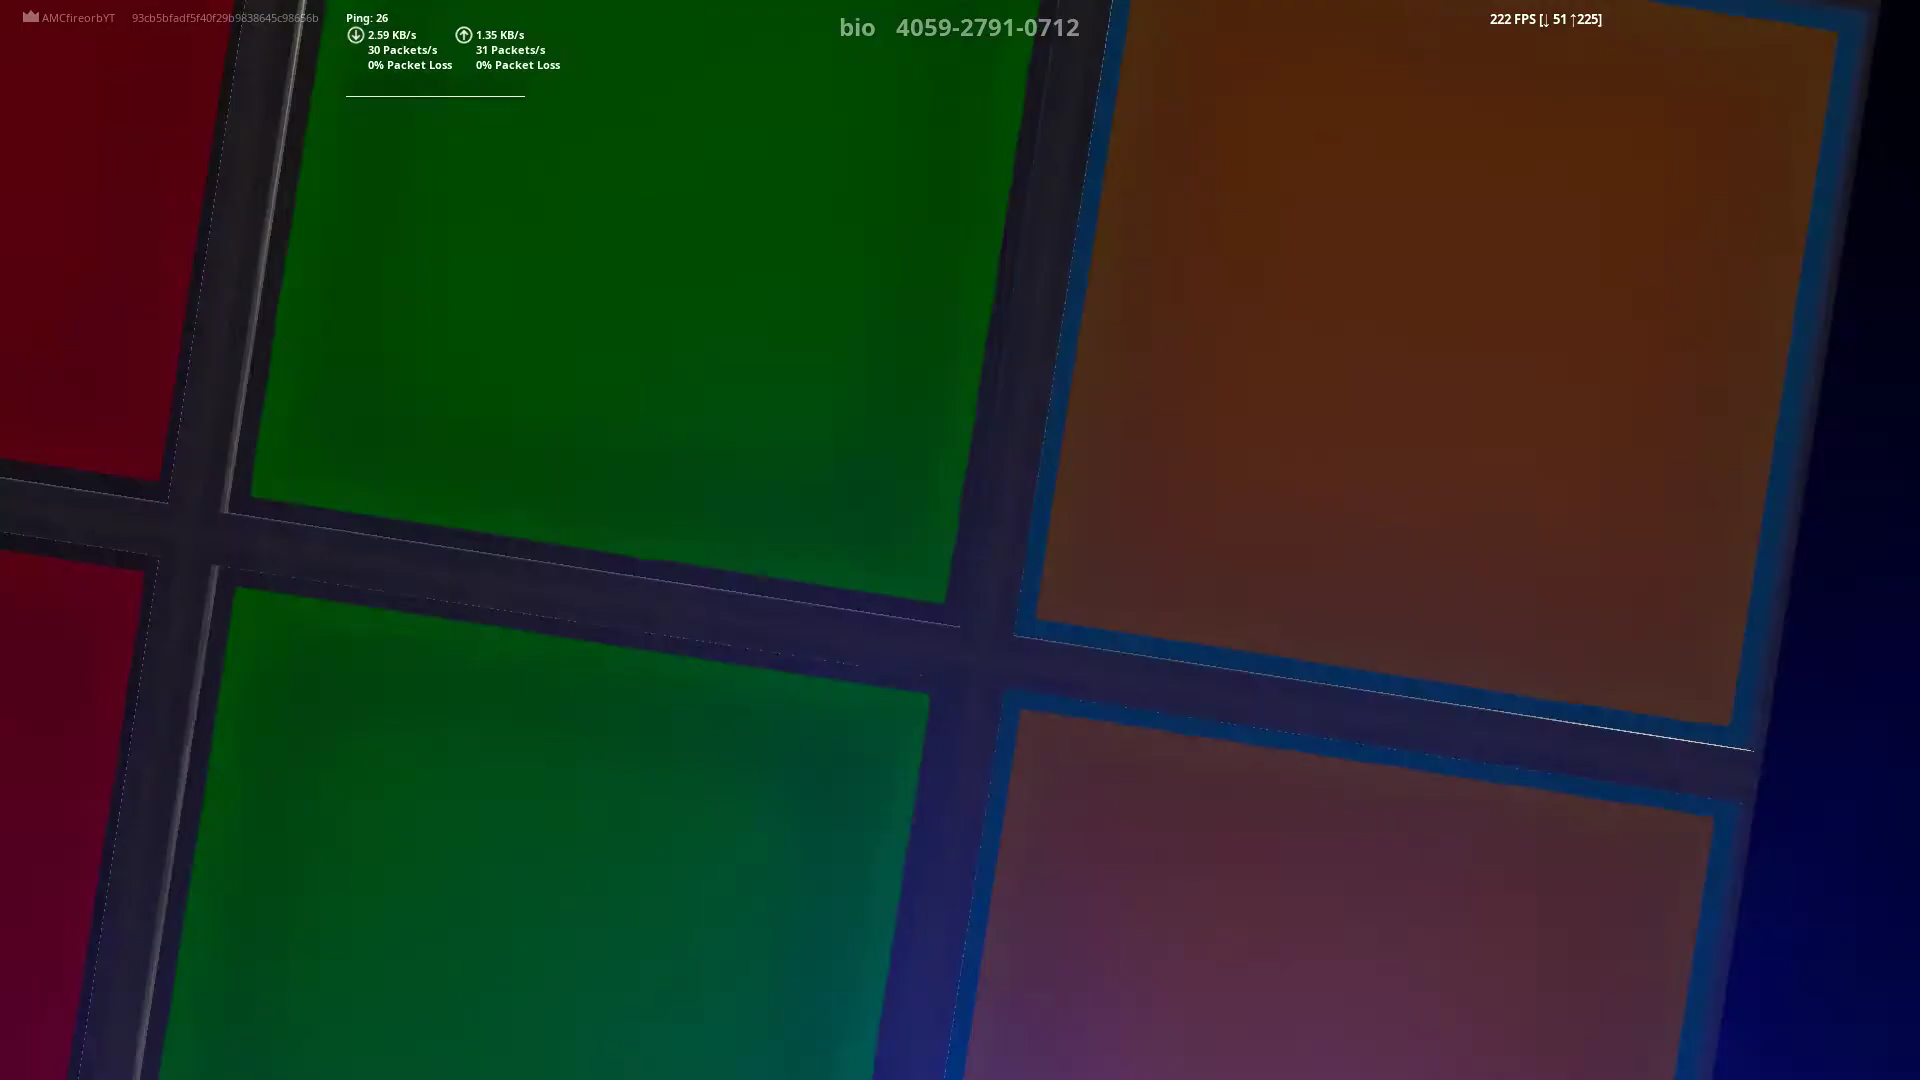 AMCfireorbYT 93cb5bfadf5f40f29b9838645c98656b
Ping: 26
2.59 KB/s 1.35 KB/s
30 Packets/s 31 Packets/s
0% Packet Loss 0% Packet Loss
bio 4059-2791-0712
222 FPS [↓ 51 ↑225]